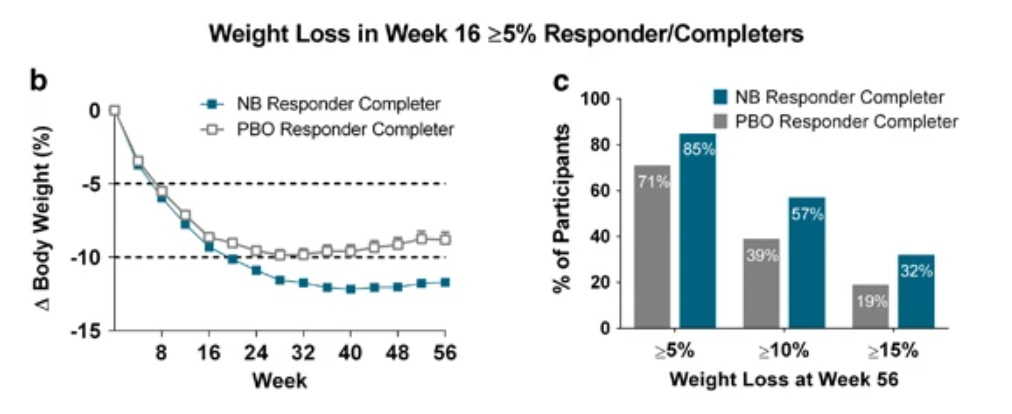 Weight Loss in Week 16 ≥5% Responder/Completers
b
NB Responder Completer
PBO Responder Completer
Δ Body Weight (%)
0
-5
-10
-15
8 16 24 32 40 48 56
Week
c
NB Responder Completer
PBO Responder Completer
% of Participants
100
80
60
40
20
0
71% 85%
39% 57%
19% 32%
≥5% ≥10% ≥15%
Weight Loss at Week 56